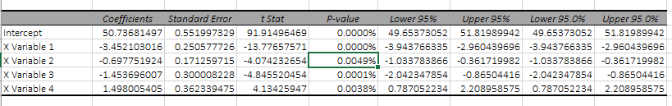 Coefficients Standard Error t Stat P-value Lower 95% Upper 95% Lower 95.0% Upper 95.0%
Intercept 50.73681497 0.551997329 91.91496469 0.0000% 49.65373052 51.81989942 49.65373052 51.81989942
X Variable 1 -3.452103016 0.250577726 -13.77657571 0.0000% -3.943766335 -2.960439696 -3.943766335 -2.960439696
X Variable 2 -0.697751924 0.171259715 -4.074232654 0.0049% -1.033783866 -0.361719982 -1.033783866 -0.361719982
X Variable 3 -1.453696007 0.300008228 -4.845520454 0.0001% -2.042347854 -0.86504416 -2.042347854 -0.86504416
X Variable 4 1.498005405 0.362339475 4.13425947 0.0038% 0.787052234 2.208958575 0.787052234 2.208958575